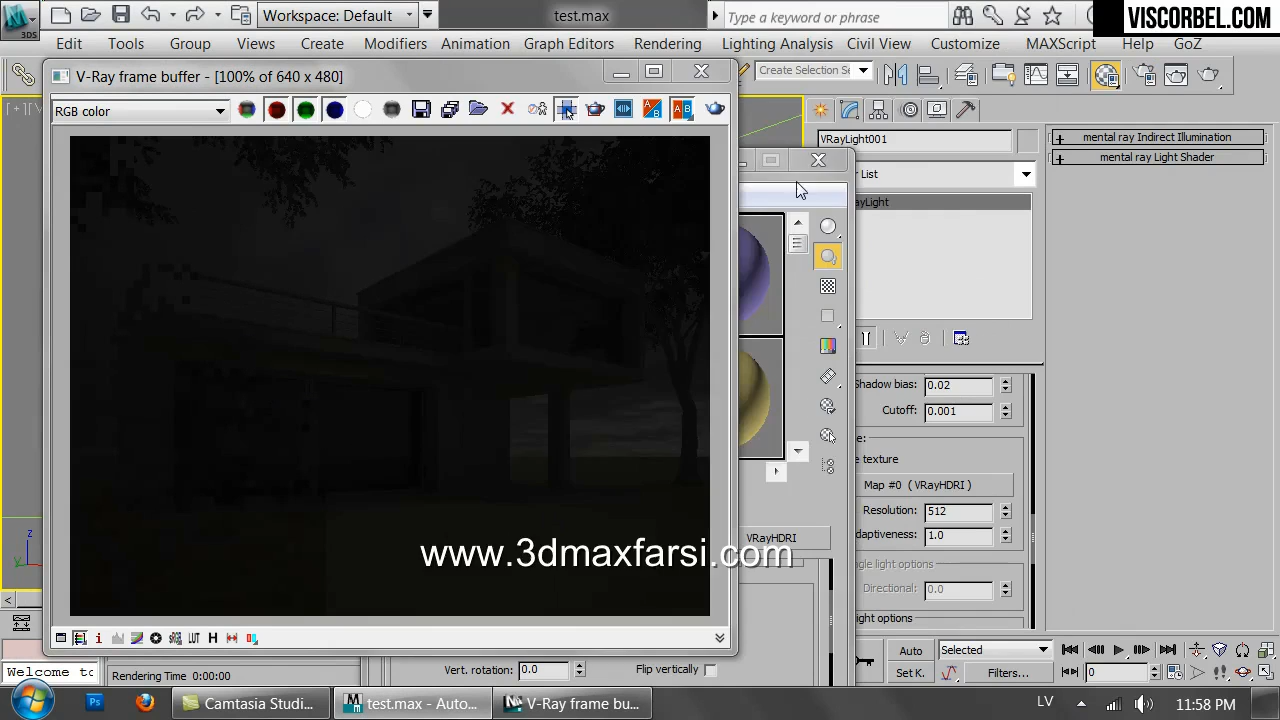 Workspace: Default
test.max
Type a keyword or phrase
VISCORBEL.COM
3DS
Edit
Tools
Group
Views
Create
Modifiers
Animation
Graph Editors
Rendering
Lighting Analysis
Civil View
Customize
MAXScript
Help
GoZ
V-Ray frame buffer - [100% of 640 x 480]
Create Selection Se
RGB color
VRayLight001
mental ray Indirect Illumination
mental ray Light Shader
List
Light
Shadow bias:
0.02
Cutoff:
0.001
texture
Map #0 ( VRayHDRI )
Resolution:
512
1.0
VRayHDRI
light options
Directional:
0.0
options
www.3dmaxfarsi.com
LUT
H
Auto
Selected
Set K.
Filters...
0
Welcome to
Rendering Time 0:00:00
Vert. rotation:
0.0
Flip vertically
Ps
Camtasia Studi...
test.max - Auto...
V-Ray frame bu...
LV
11:58 PM